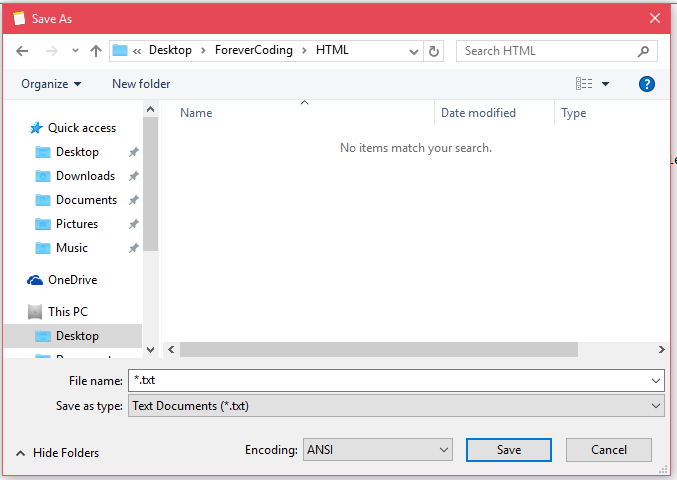 Save As
« Desktop > ForeverCoding > HTML
Search HTML
Organize
New folder
?
Name
Date modified
Type
No items match your search.
Quick access
Desktop
Downloads
Documents
Pictures
Music
OneDrive
This PC
Desktop
File name: *.txt
Save as type: Text Documents (*.txt)
Hide Folders
Encoding: ANSI
Save
Cancel